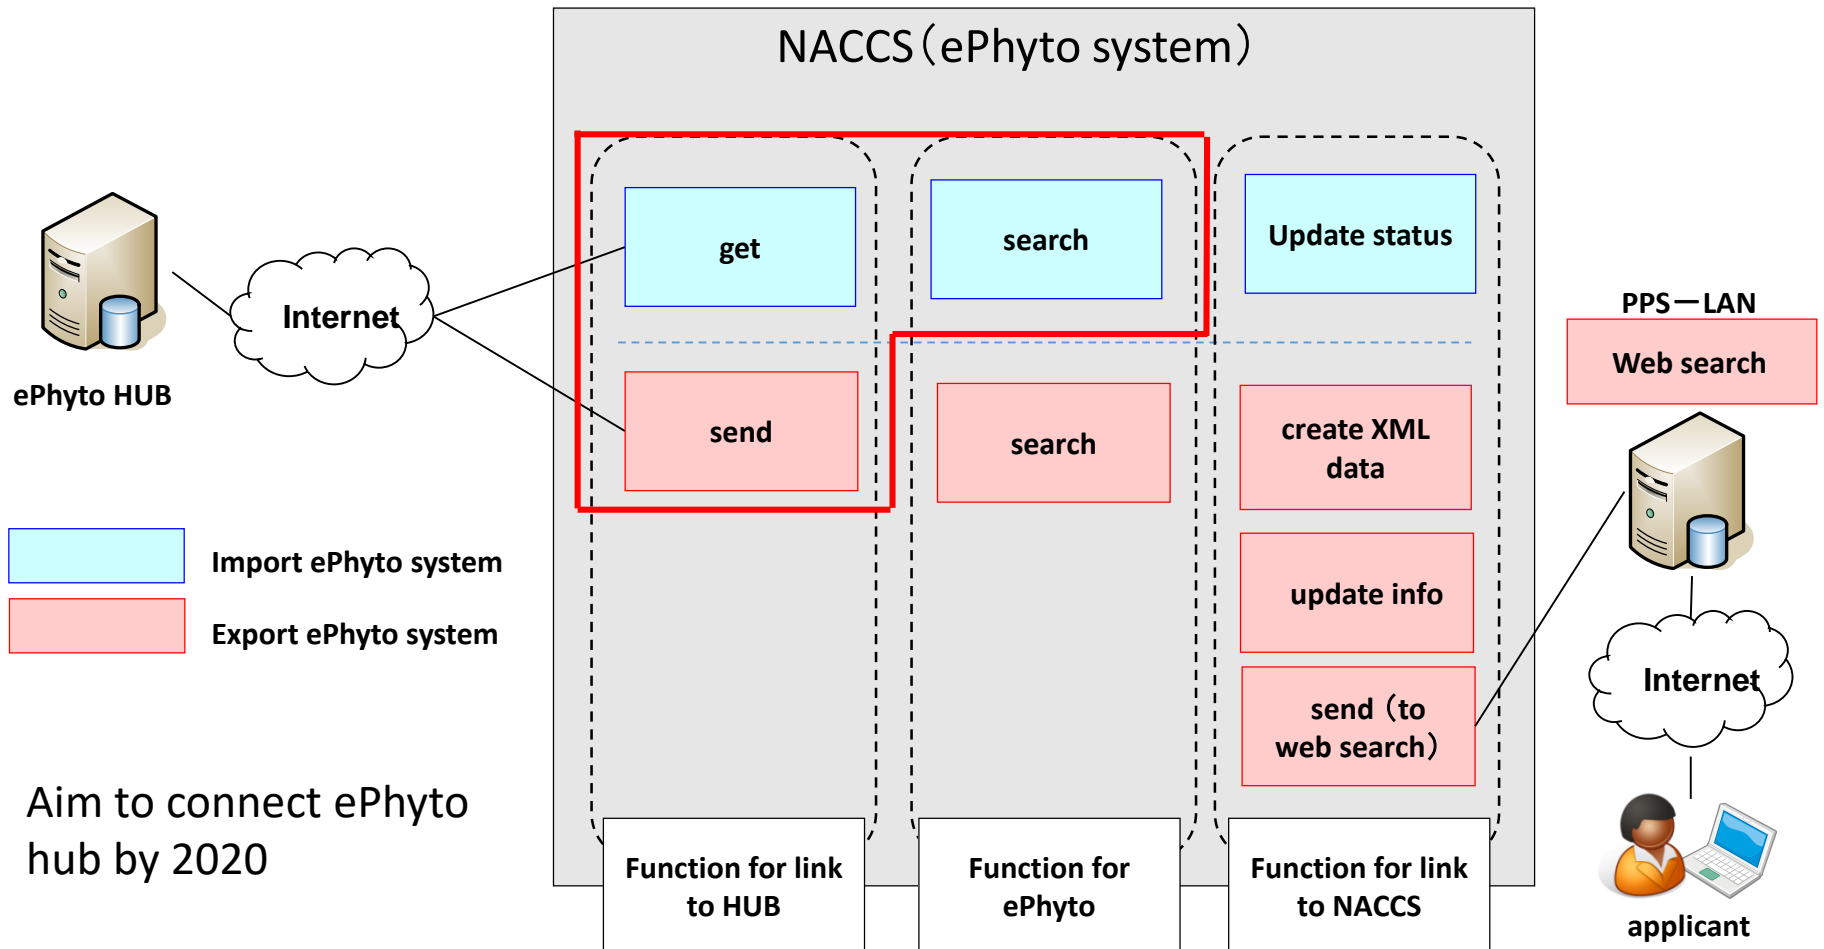 NACCS（ePhyto system）
get
search
Update status
Internet
ePhyto HUB
send
search
create XML
data
update info
send（to
web search）
PPS－LAN
Web search
Internet
applicant
Import ePhyto system
Export ePhyto system
Aim to connect ePhyto
hub by 2020
Function for link
to HUB
Function for
ePhyto
Function for link
to NACCS